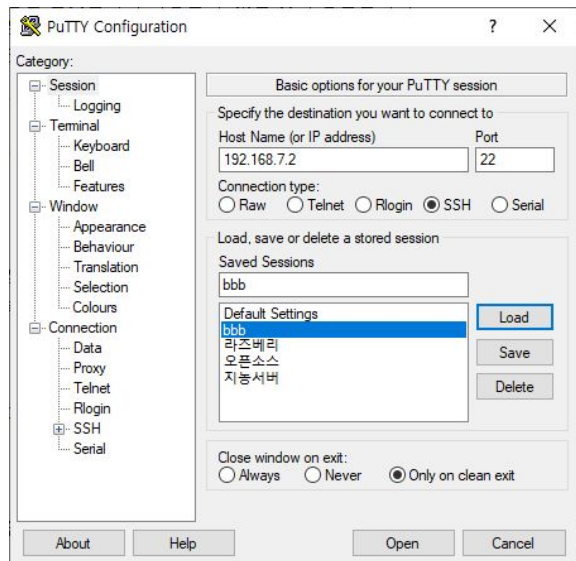 PuTTY Configuration
Category:
Session
Logging
Terminal
Keyboard
Bell
Features
Window
Appearance
Behaviour
Translation
Selection
Colours
Connection
Data
Proxy
Telnet
Rlogin
SSH
Serial
Basic options for your PuTTY session
Specify the destination you want to connect to
Host Name (or IP address) Port
192.168.7.2 22
Connection type:
Raw Telnet Rlogin SSH Serial
Load, save or delete a stored session
Saved Sessions
bbb
Default Settings
bbb
라즈베리
오픈소스
지농서버
Load
Save
Delete
Close window on exit:
Always Never Only on clean exit
About Help Open Cancel